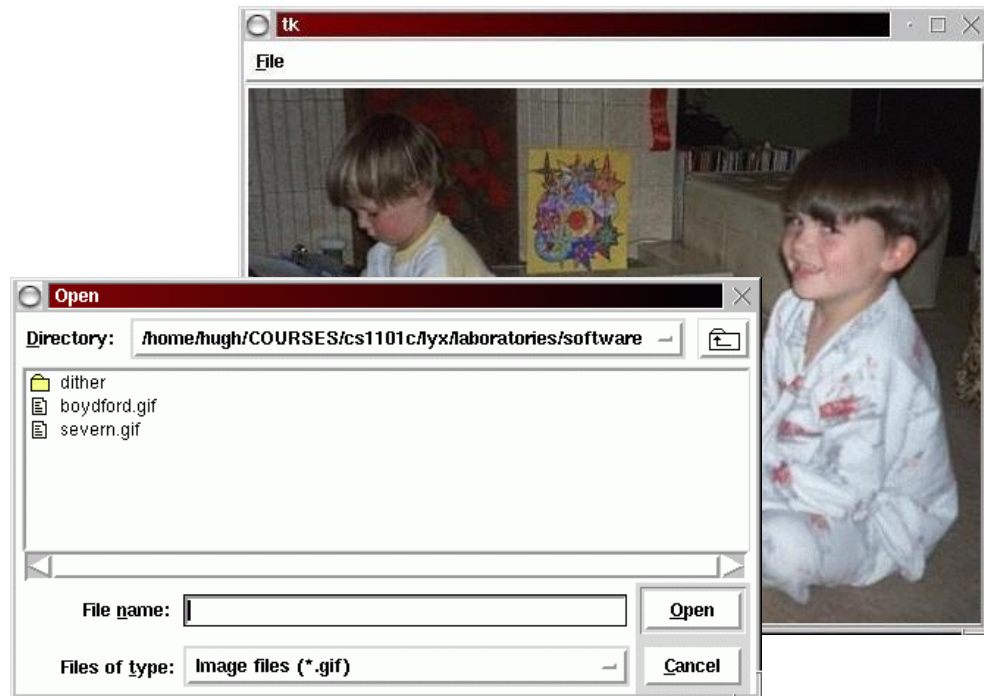 tk
File
Open
Directory: /home/hugh/COURSES/cs1101c/lyx/laboratories/software
dither
boydford.gif
severn.gif
File name: Open
Files of type: Image files (*.gif) Cancel